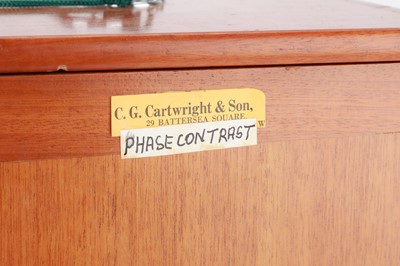 C. G. Cartwright & Son,
29 BATTERSEA SQUARE,
W
PHASE CONTRAST